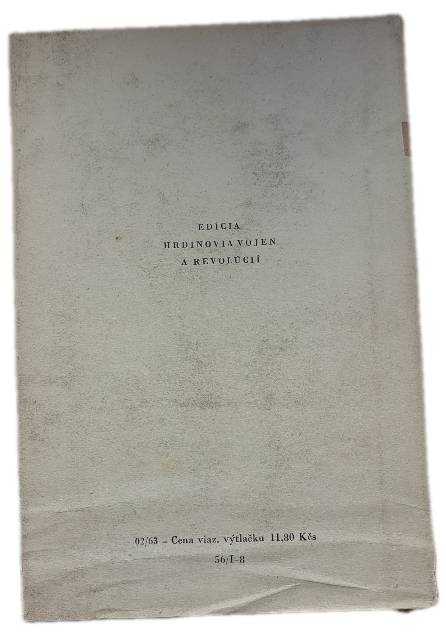 EDÍCIA
HRDINOVIA VOJEN
A REVOLÚCIÍ
02/63 – Cena viaz. výtlačku 11,80 Kčs
56/I-8